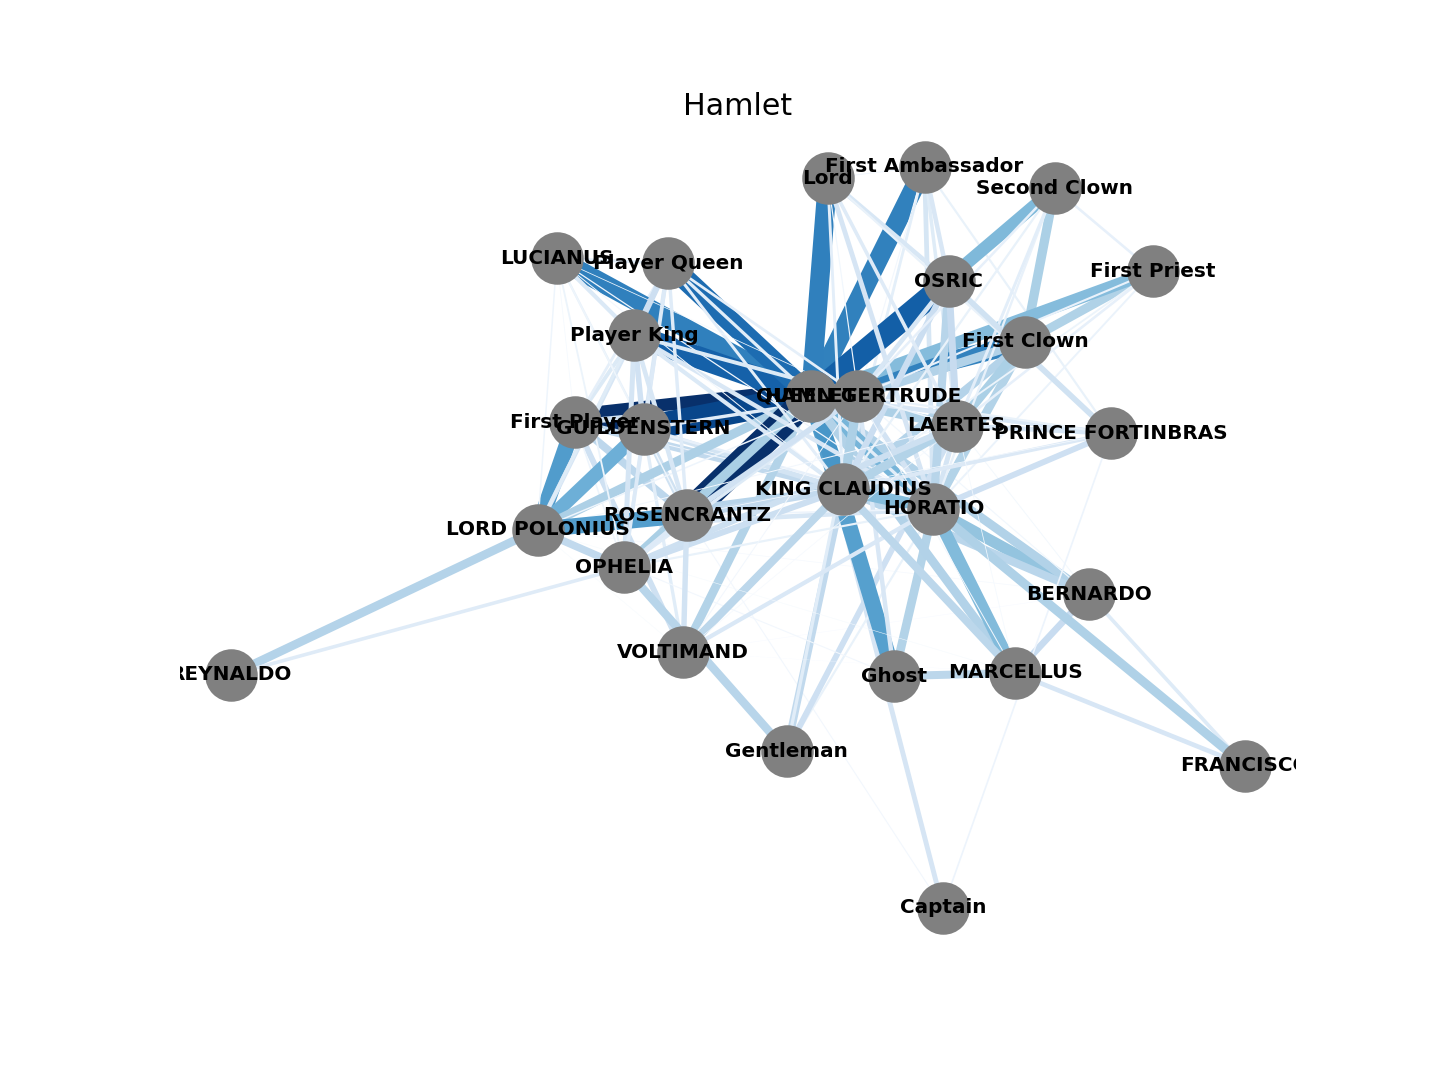 Hamlet
First Ambassador
Lord
Second Clown
LUCIANUS
Player Queen
First Priest
OSRIC
Player King
First Clown
HAMLET
QUEEN GERTRUDE
First Player
GUILDENSTERN
LAERTES
PRINCE FORTINBRAS
KING CLAUDIUS
HORATIO
ROSENCRANTZ
LORD POLONIUS
OPHELIA
BERNARDO
VOLTIMAND
REYNALDO
Ghost
MARCELLUS
Gentleman
FRANCISCO
Captain